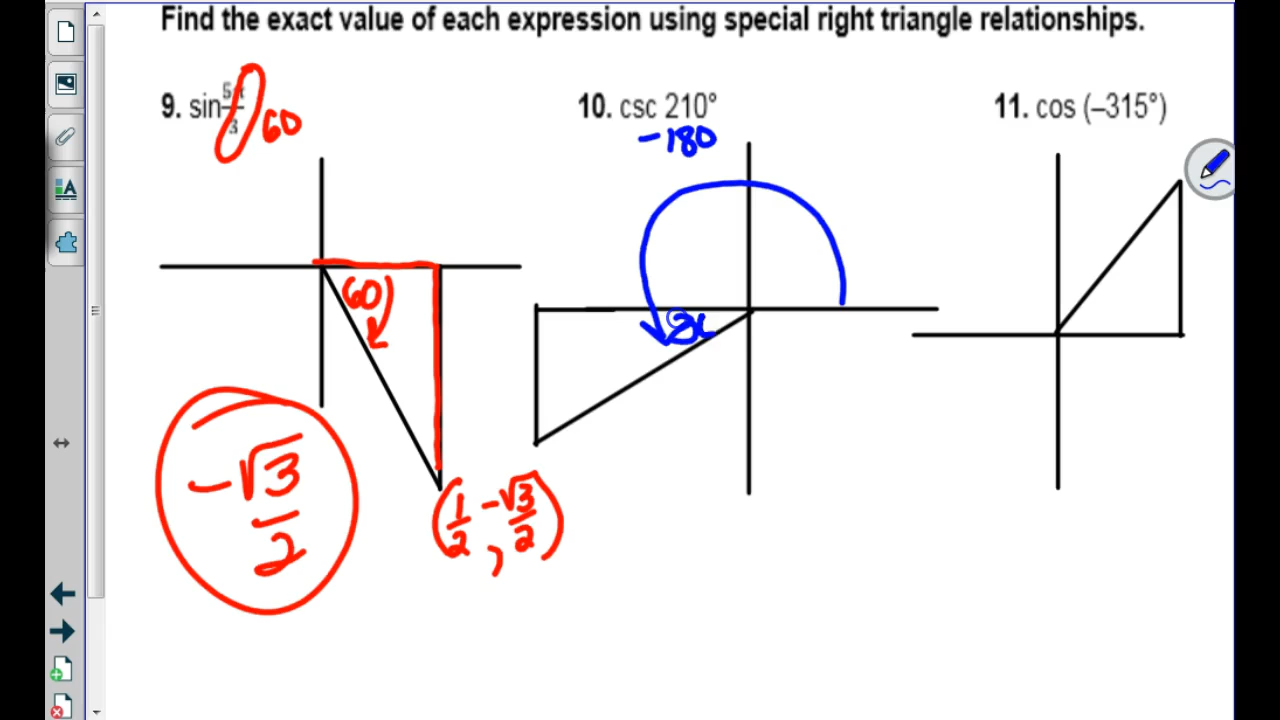 Find the exact value of each expression using special right triangle relationships.
9. sin 5π/3 60
10. csc 210°
-180
11. cos (–315°)
60
-√3/2
(1/2, -√3/2)